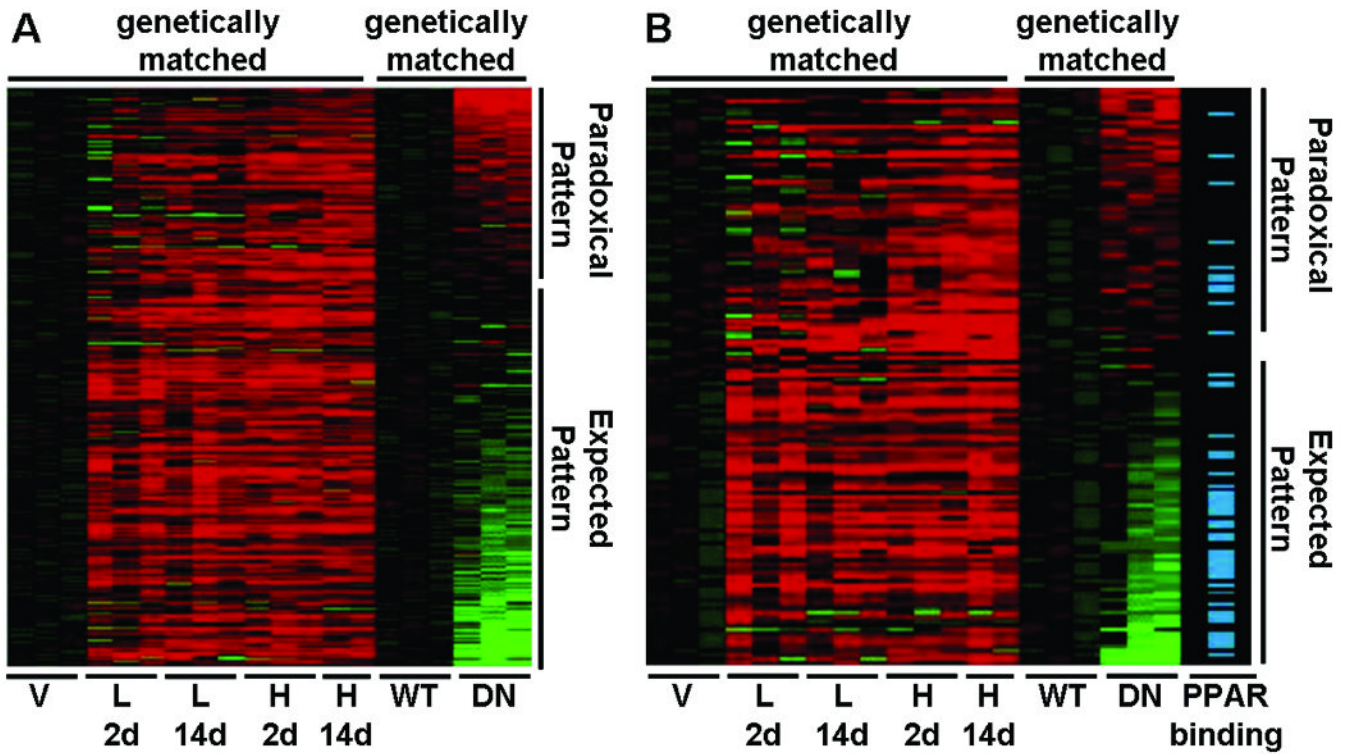 A
genetically
matched
genetically
matched
Paradoxical
Pattern
Expected
Pattern
V
L
2d
L
14d
H
2d
H
14d
WT
DN
B
genetically
matched
genetically
matched
Paradoxical
Pattern
Expected
Pattern
V
L
2d
L
14d
H
2d
H
14d
WT
DN
PPAR
binding